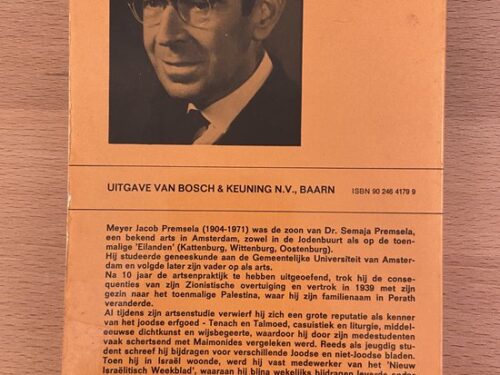 UITGAVE VAN BOSCH & KEUNING N.V., BAARN ISBN 90 246 4179 9
Meyer Jacob Premsela (1904-1971) was de zoon van Dr. Semaja Premsela,
een bekend arts in Amsterdam, zowel in de Jodenbuurt als op de toen-
malige 'Eilanden' (Kattenburg, Wittenburg, Oostenburg).
Hij studeerde geneeskunde aan de Gemeentelijke Universiteit van Amster-
dam en volgde later zijn vader op als arts.
Na 10 jaar de artsenpraktijk te hebben uitgeoefend, trok hij de conse-
quenties van zijn Zionistische overtuiging en vertrok in 1939 met zijn
gezin naar het toenmalige Palestina, waar hij zijn familienaam in Perath
veranderde.
Al tijdens zijn artsenstudie verwierf hij zich een grote reputatie als kenner
van het joodse erfgoed - Tenach en Talmoed, casuistiek en liturgie, middel-
eeuwse dichtkunst en wijsbegeerte, waardoor hij door zijn medestudenten
vaak schertsend met Maimonides vergeleken werd. Reeds als jeugdig stu-
dent schreef hij bijdragen voor verschillende Joodse en niet-Joodse bladen.
Toen hij in Israël woonde, werd hij vast medewerker van het 'Nieuw
Israëlitisch Weekblad', waaraan hij bijna wekelijks bijdragen leverde over